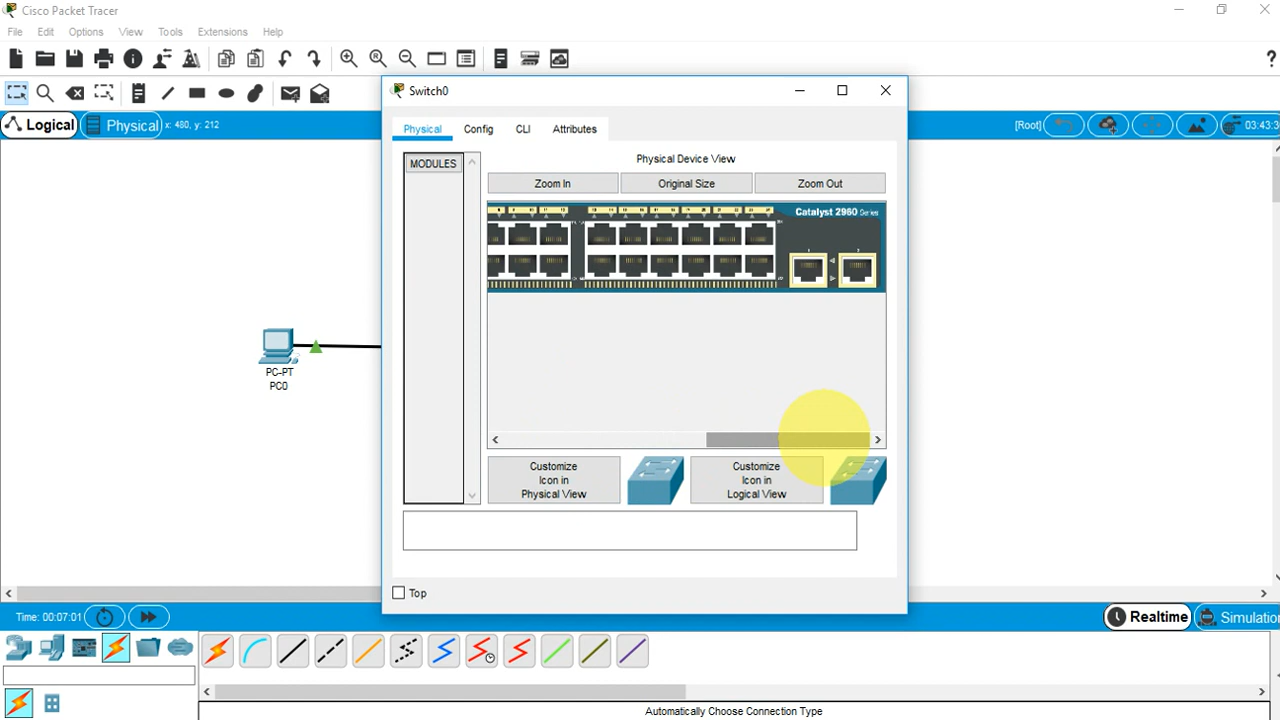 Cisco Packet Tracer
File Edit Options View Tools Extensions Help
?
Logical Physical x: 480, y: 212
[Root] 03:43:3
Switch0
Physical Config CLI Attributes
MODULES
Physical Device View
Zoom In Original Size Zoom Out
Catalyst 2960 Series
PC-PT
PC0
Customize
Icon in
Physical View
Customize
Icon in
Logical View
Top
Time: 00:07:01
Realtime Simulation
Automatically Choose Connection Type